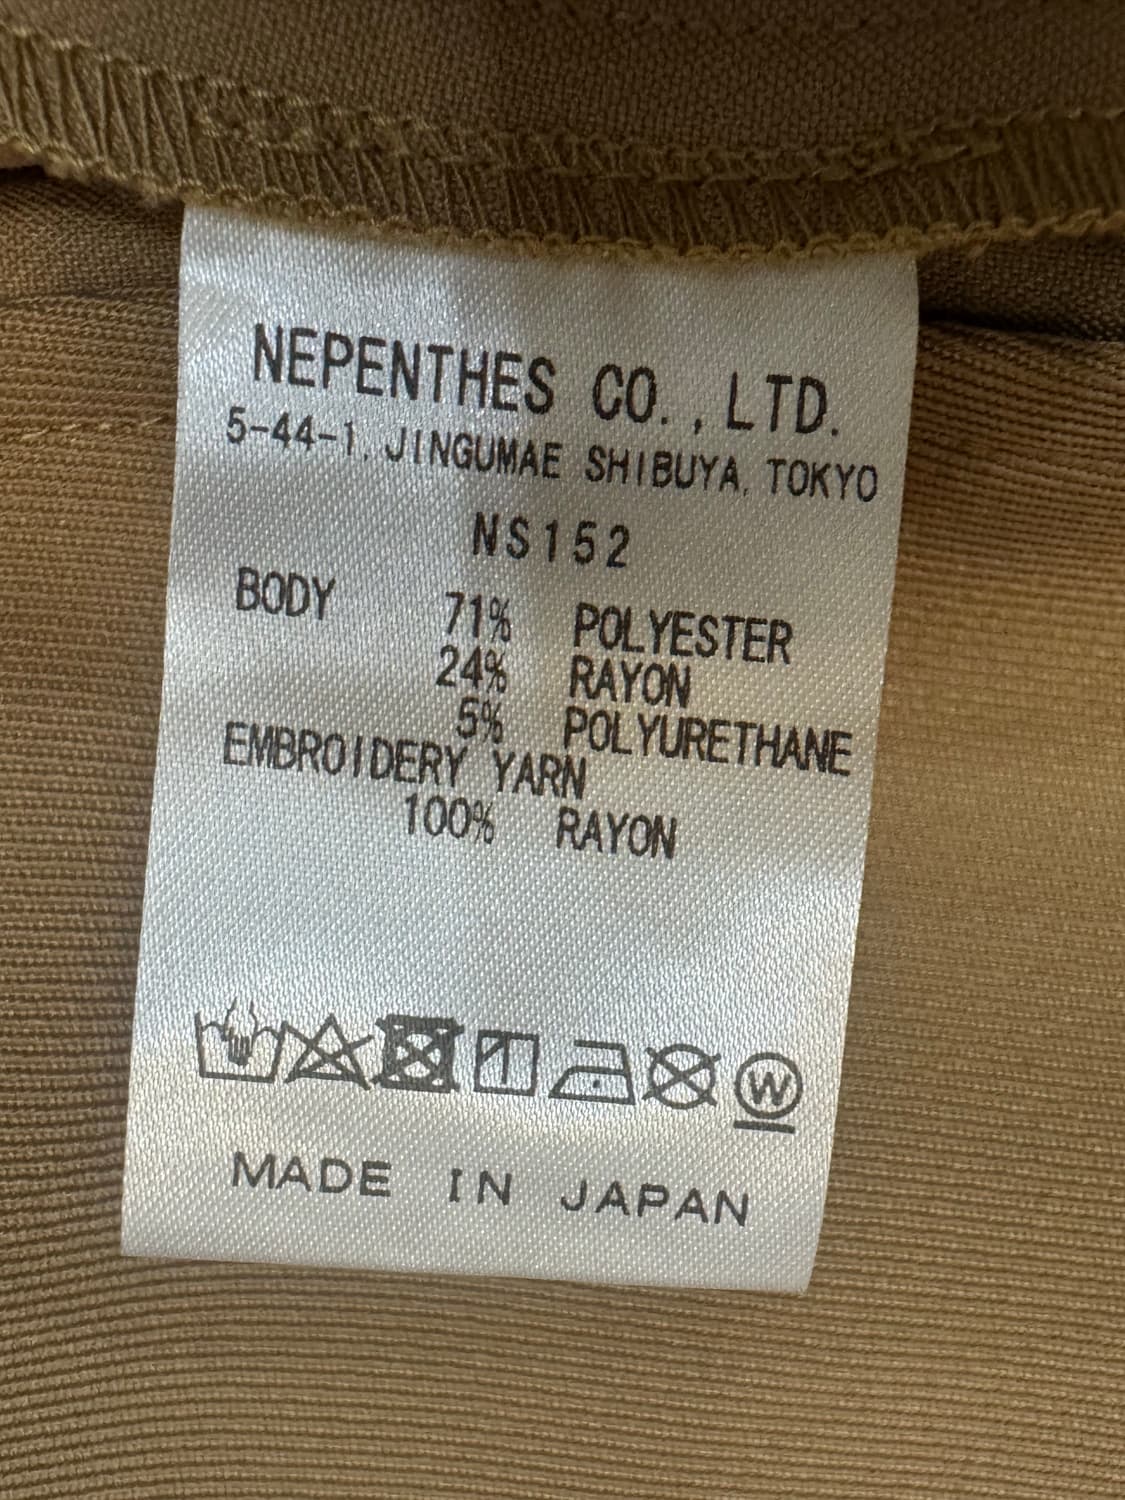 NEPENTHES CO., LTD.
5-44-1, JINGUMAE SHIBUYA, TOKYO
NS152
BODY 71% POLYESTER
24% RAYON
5% POLYURETHANE
EMBROIDERY YARN
100% RAYON
W
MADE IN JAPAN